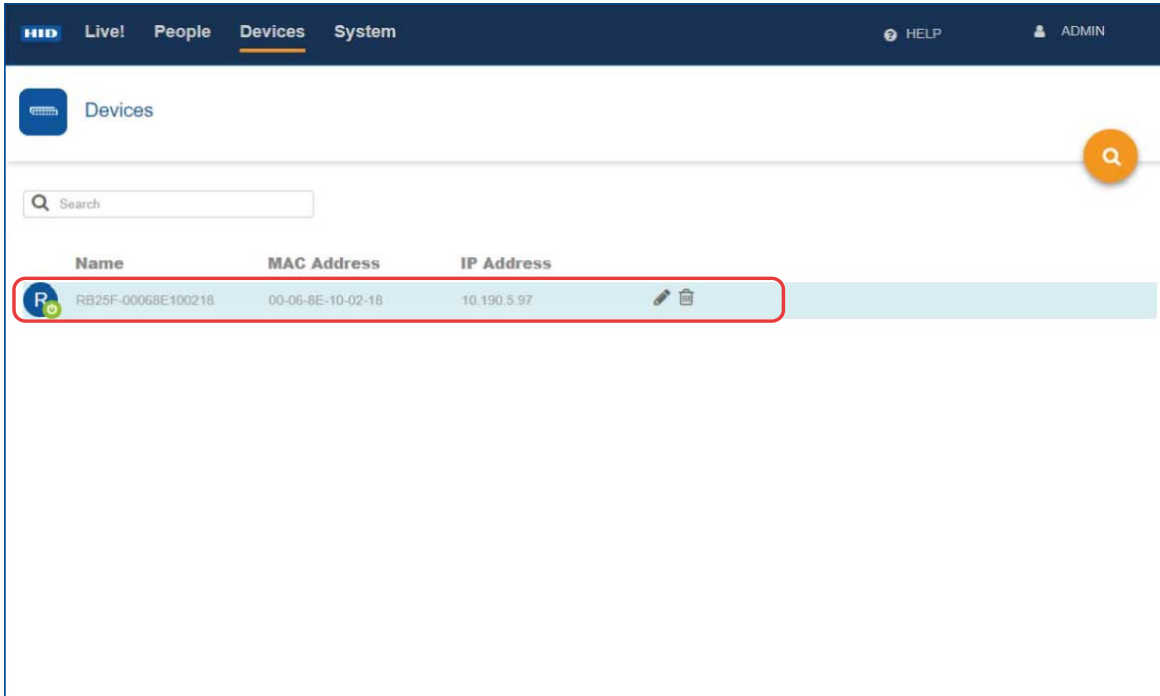 HID Live! People Devices System HELP ADMIN
Devices
Search
Name MAC Address IP Address
R RB25F-00068E100218 00-06-8E-10-02-18 10.190.5.97